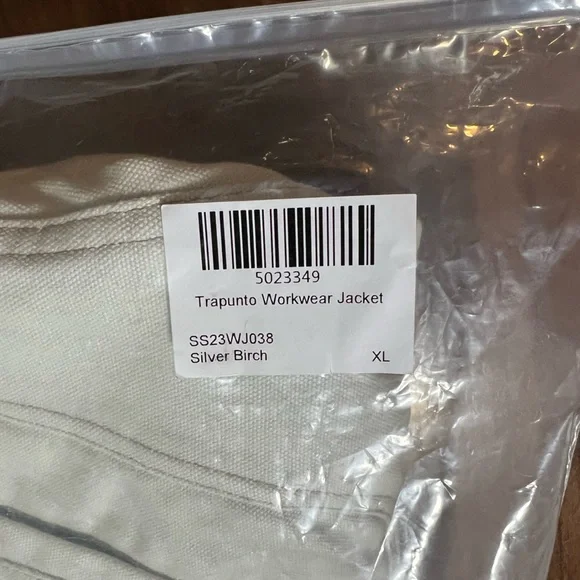 5023349
Trapunto Workwear Jacket
SS23WJ038
Silver Birch XL